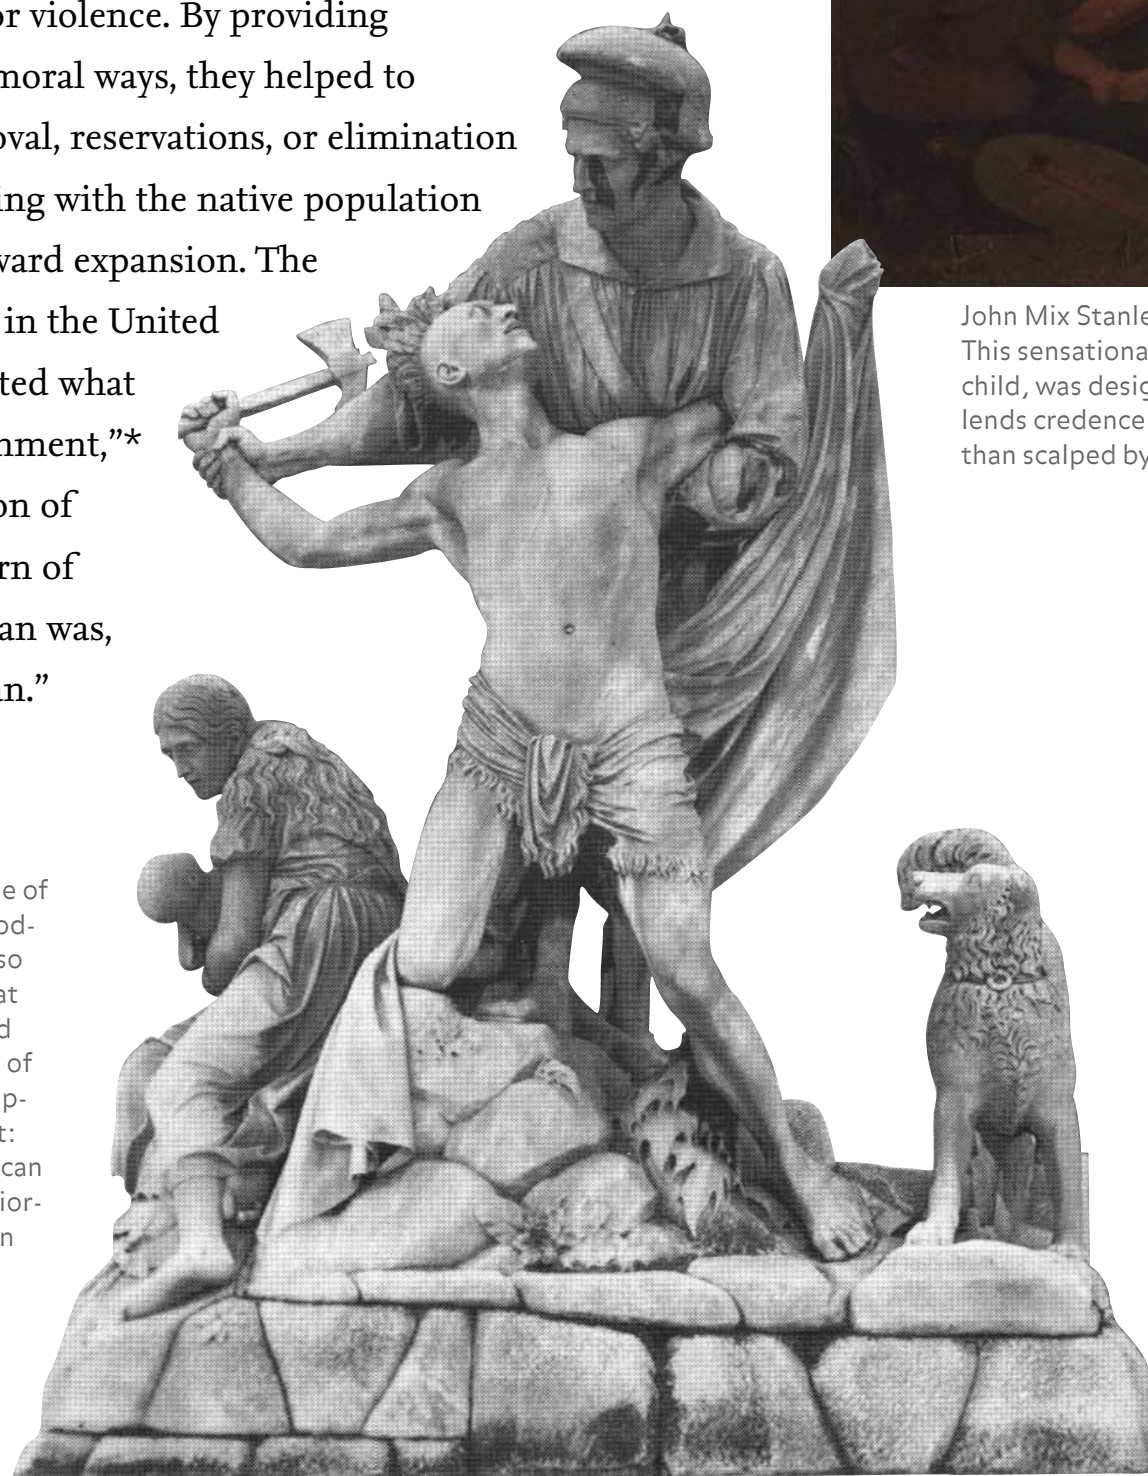 or violence. By providing
moral ways, they helped to
oval, reservations, or elimination
ing with the native population
ward expansion. The
in the United
ted what
nment,”*
on of
rn of
an was,
an.”
e of
od-
so
at
d
of
p-
t:
can
ior-
n
John Mix Stanle
This sensationa
child, was desig
lends credence
than scalped by